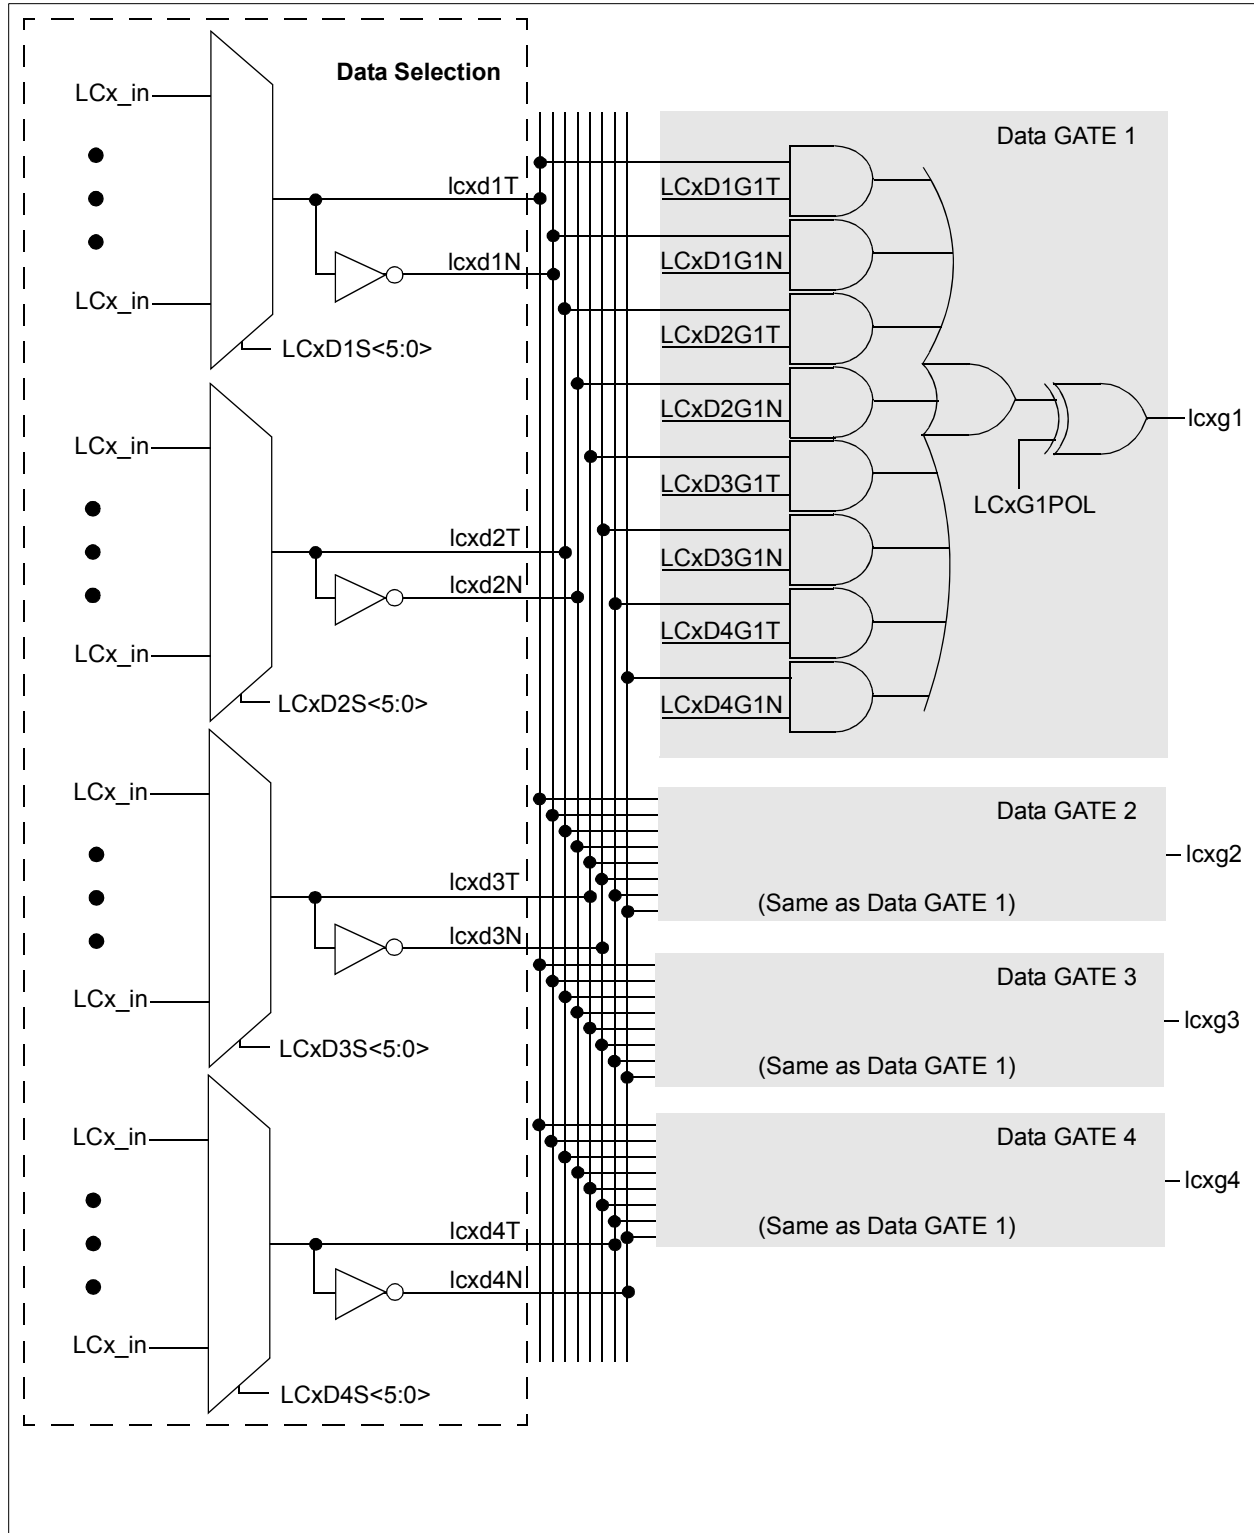 Data Selection
LCx_in
LCx_in
LCxD1S<5:0>
lcxd1T
lcxd1N
LCx_in
LCx_in
LCxD2S<5:0>
lcxd2T
lcxd2N
LCx_in
LCx_in
LCxD3S<5:0>
lcxd3T
lcxd3N
LCx_in
LCx_in
LCxD4S<5:0>
lcxd4T
lcxd4N
Data GATE 1
LCxD1G1T
LCxD1G1N
LCxD2G1T
LCxD2G1N
LCxD3G1T
LCxD3G1N
LCxD4G1T
LCxD4G1N
LCxG1POL
lcxg1
Data GATE 2
(Same as Data GATE 1)
lcxg2
Data GATE 3
(Same as Data GATE 1)
lcxg3
Data GATE 4
(Same as Data GATE 1)
lcxg4